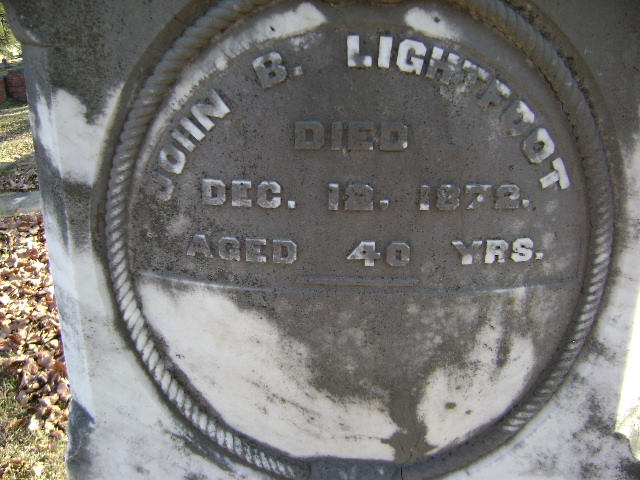 JOHN B. LIGHTFOOT
DIED
DEC. 12, 1872.
AGED 40 YRS.